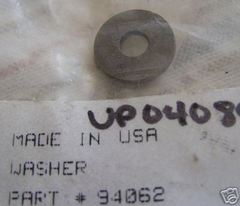 UP0408
MADE IN USA
WASHER
PART # 94062